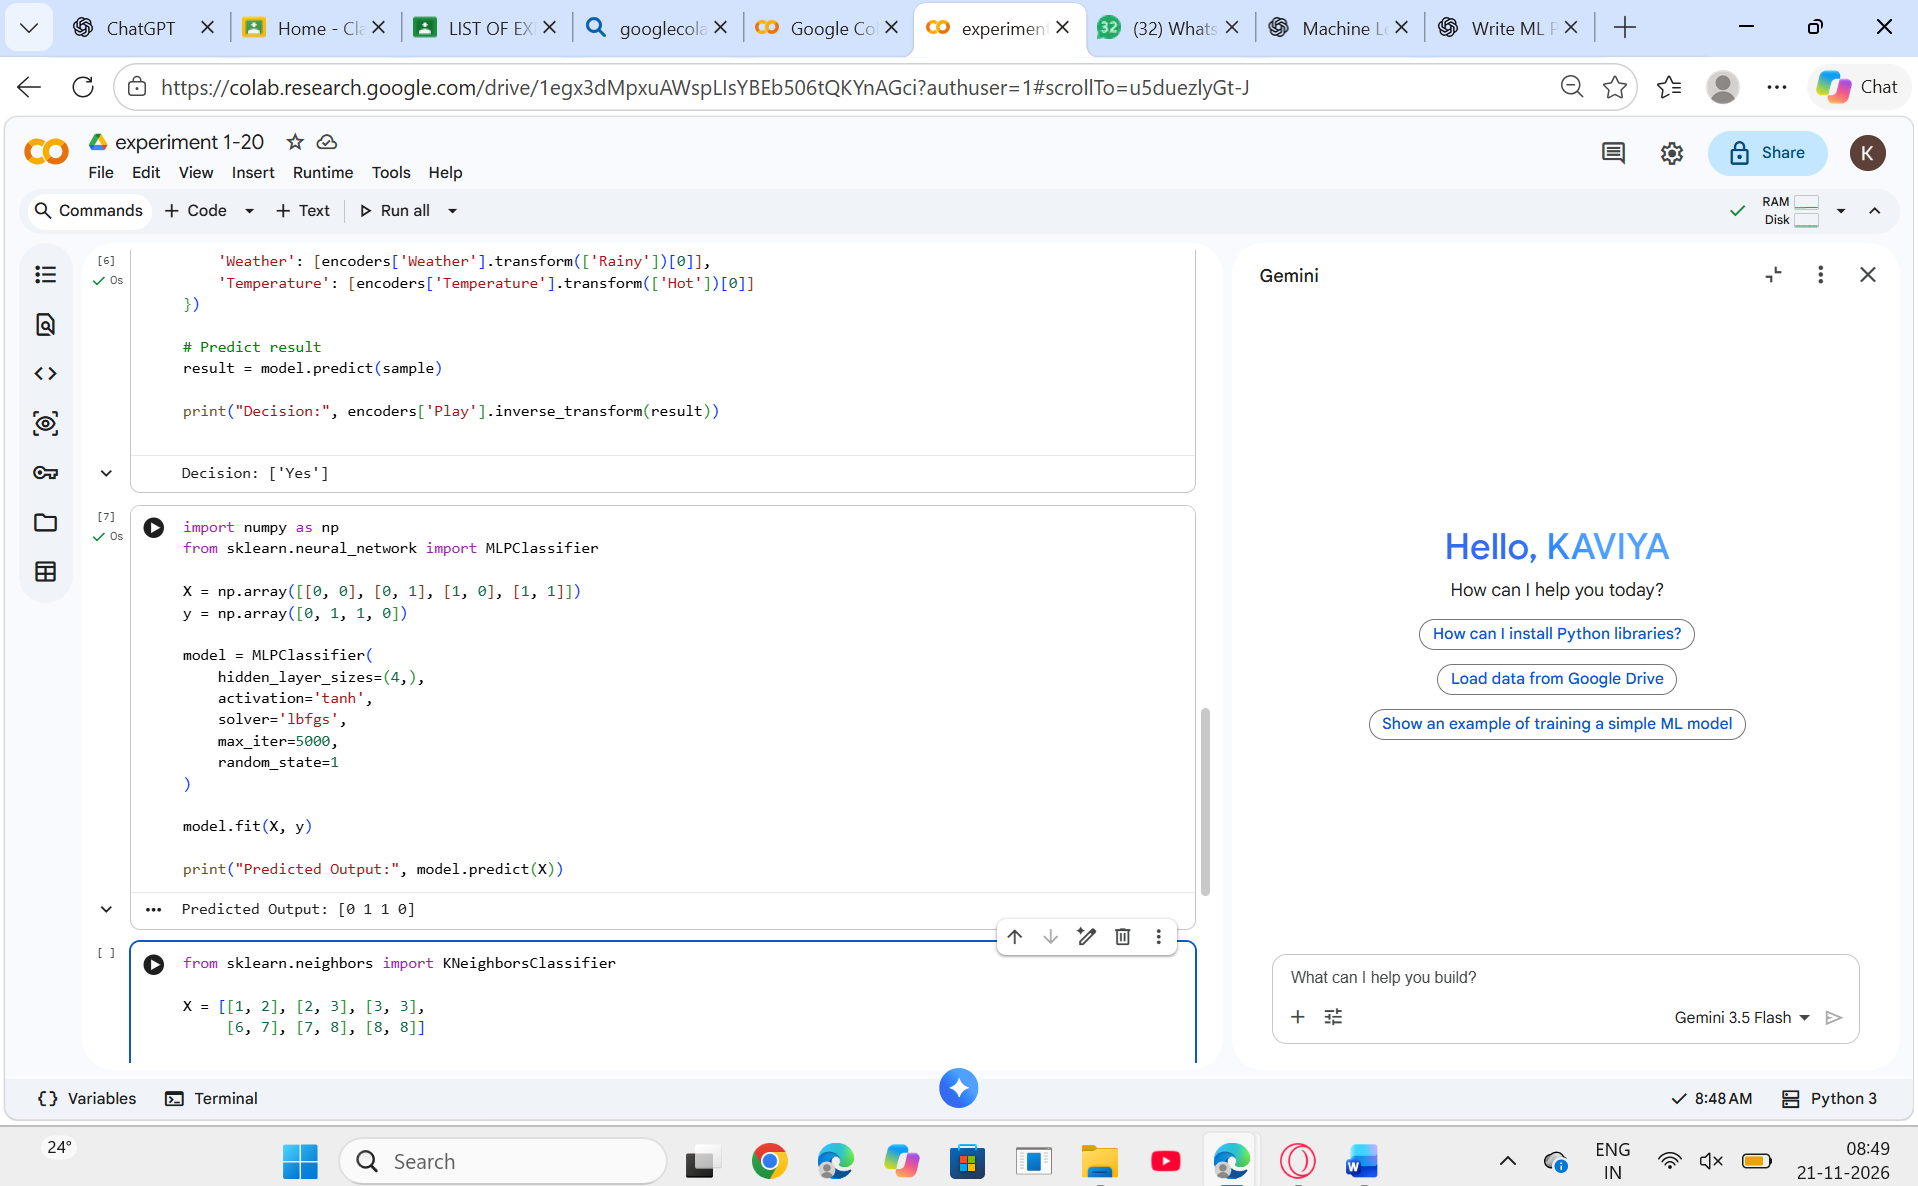 ChatGPT
Home - Cla
LIST OF EX
googlecola
Google Co
experiment
32
(32) Whats
Machine Le
Write ML P
https://colab.research.google.com/drive/1egx3dMpxuAWspLIsYBEb506tQKYnAGci?authuser=1#scrollTo=u5duezlyGt-J
Chat
experiment 1-20
File Edit View Insert Runtime Tools Help
Share
K
Commands
+ Code
+ Text
Run all
RAM
Disk
[6]
0s
'Weather': [encoders['Weather'].transform(['Rainy'])[0]],
'Temperature': [encoders['Temperature'].transform(['Hot'])[0]]
})
# Predict result
result = model.predict(sample)
print("Decision:", encoders['Play'].inverse_transform(result))
Decision: ['Yes']
[7]
0s
import numpy as np
from sklearn.neural_network import MLPClassifier
X = np.array([[0, 0], [0, 1], [1, 0], [1, 1]])
y = np.array([0, 1, 1, 0])
model = MLPClassifier(
hidden_layer_sizes=(4,),
activation='tanh',
solver='lbfgs',
max_iter=5000,
random_state=1
)
model.fit(X, y)
print("Predicted Output:", model.predict(X))
Predicted Output: [0 1 1 0]
[ ]
from sklearn.neighbors import KNeighborsClassifier
X = [[1, 2], [2, 3], [3, 3],
[6, 7], [7, 8], [8, 8]]
Gemini
Hello, KAVIYA
How can I help you today?
How can I install Python libraries?
Load data from Google Drive
Show an example of training a simple ML model
What can I help you build?
Gemini 3.5 Flash
Variables
Terminal
8:48 AM
Python 3
24°
Search
ENG
IN
08:49
21-11-2026